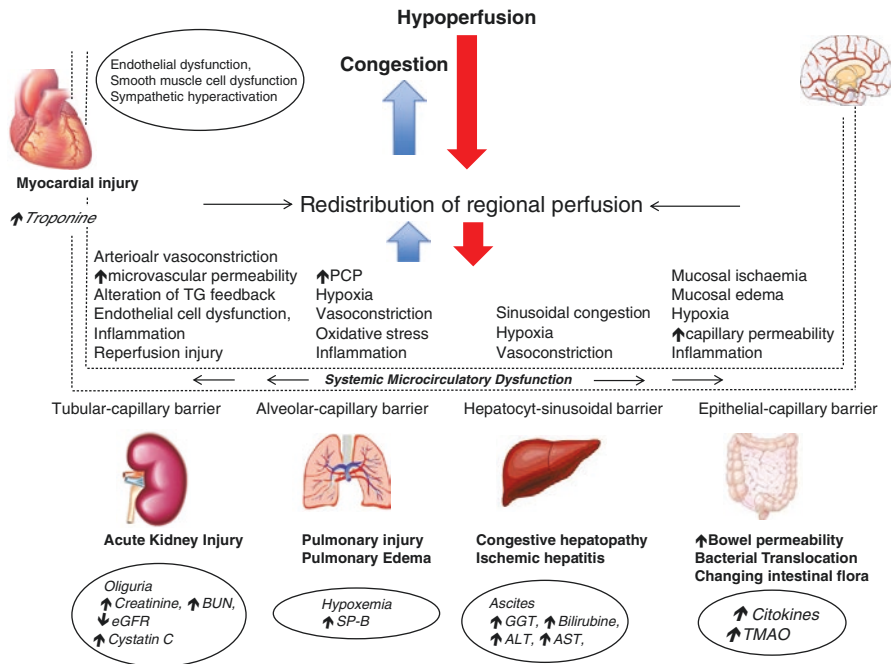 Hypoperfusion
Congestion
Endothelial dysfunction,
Smooth muscle cell dysfunction
Sympathetic hyperactivation
Myocardial injury
↑Troponine
Redistribution of regional perfusion
Arterioalr vasoconstriction
↑microvascular permeability
Alteration of TG feedback
Endothelial cell dysfunction,
Inflammation
Reperfusion injury
↑PCP
Hypoxia
Vasoconstriction
Oxidative stress
Inflammation
Sinusoidal congestion
Hypoxia
Vasoconstriction
Mucosal ischaemia
Mucosal edema
Hypoxia
↑capillary permeability
Inflammation
Systemic Microcirculatory Dysfunction
Tubular-capillary barrier
Alveolar-capillary barrier
Hepatocyt-sinusoidal barrier
Epithelial-capillary barrier
Acute Kidney Injury
Pulmonary injury
Pulmonary Edema
Congestive hepatopathy
Ischemic hepatitis
↑Bowel permeability
Bacterial Translocation
Changing intestinal flora
Oliguria
↑Creatinine, ↑BUN,
↓eGFR
↑Cystatin C
Hypoxemia
↑SP-B
Ascites
↑GGT, ↑Bilirubine,
↑ALT, ↑AST,
↑Citokines
↑TMAO